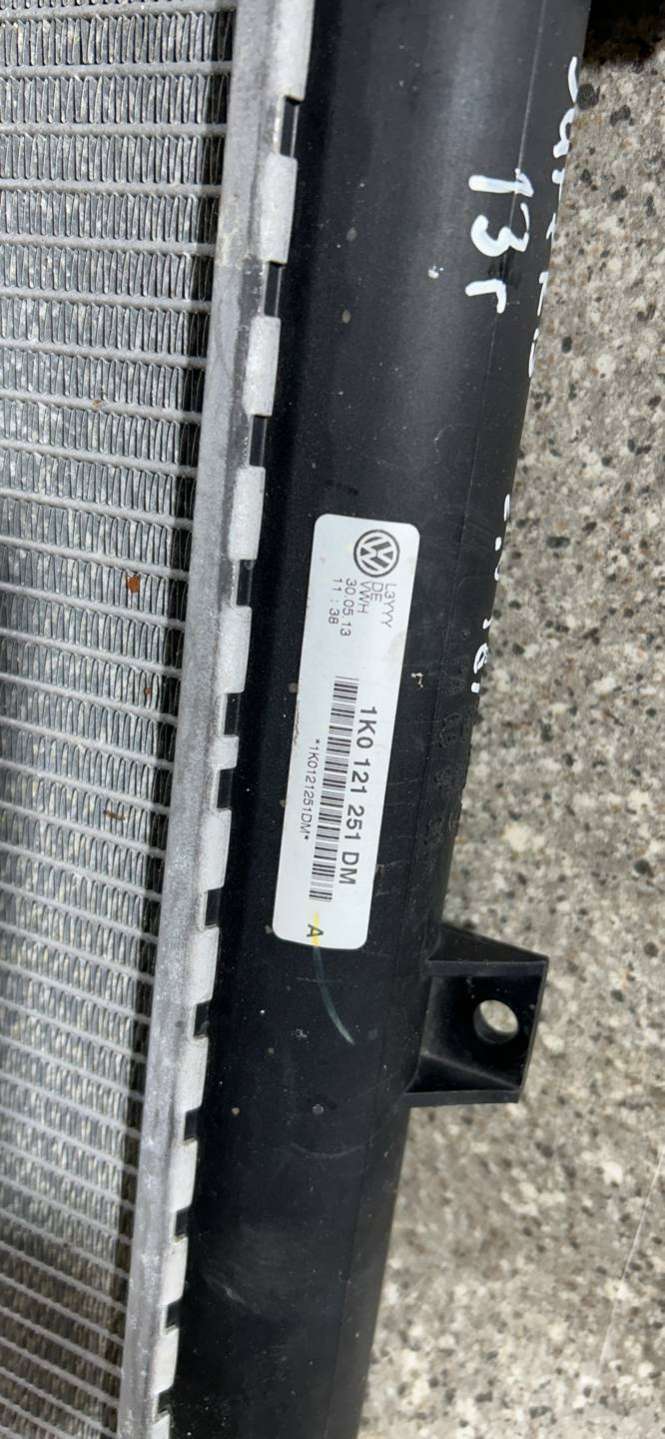 13г
L3YYY
DE
VWH
30.05.13
11 : 38
1K0 121 251 DM
*1K0121251DM*
A